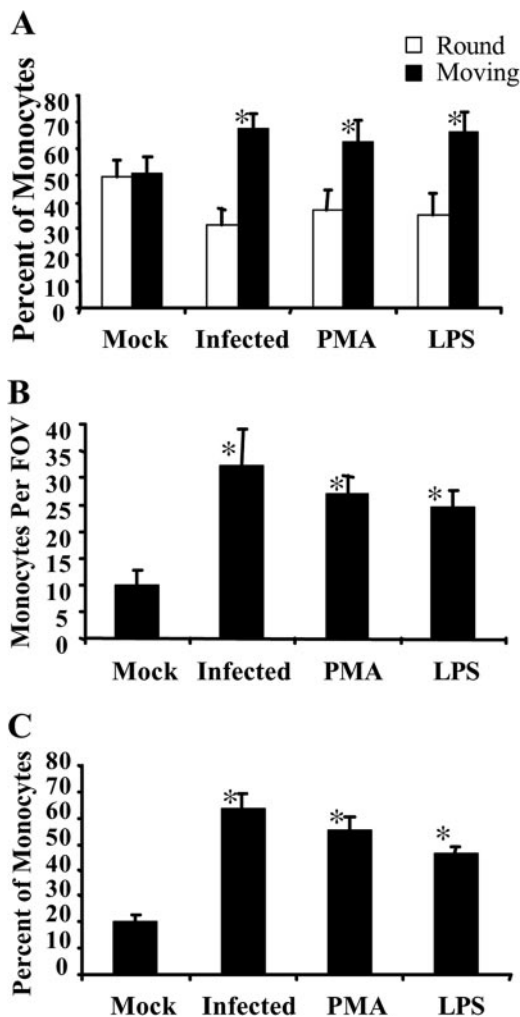 A
Round
Moving
Percent of Monocytes
80
70
60
50
40
30
20
10
0
* * *
Mock Infected PMA LPS
B
Monocytes Per FOV
40
35
30
25
20
15
10
5
0
* * *
Mock Infected PMA LPS
C
Percent of Monocytes
80
70
60
50
40
30
20
10
0
* * *
Mock Infected PMA LPS